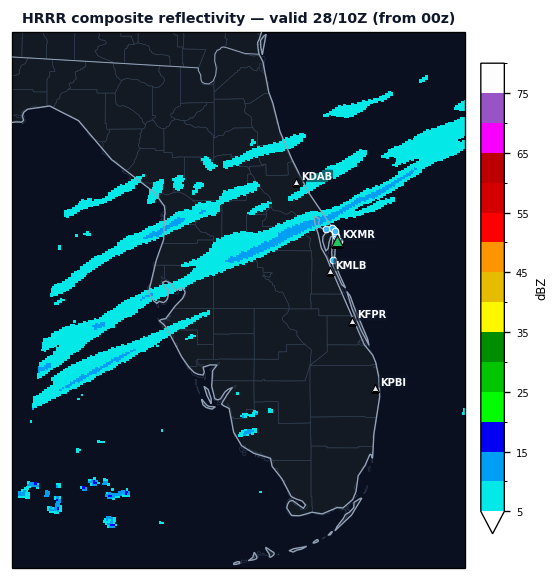 HRRR composite reflectivity — valid 28/10Z (from 00z)
KDAB
KXMR
KMLB
KFPR
KPBI
75
65
55
45
35
25
15
5
dBZ